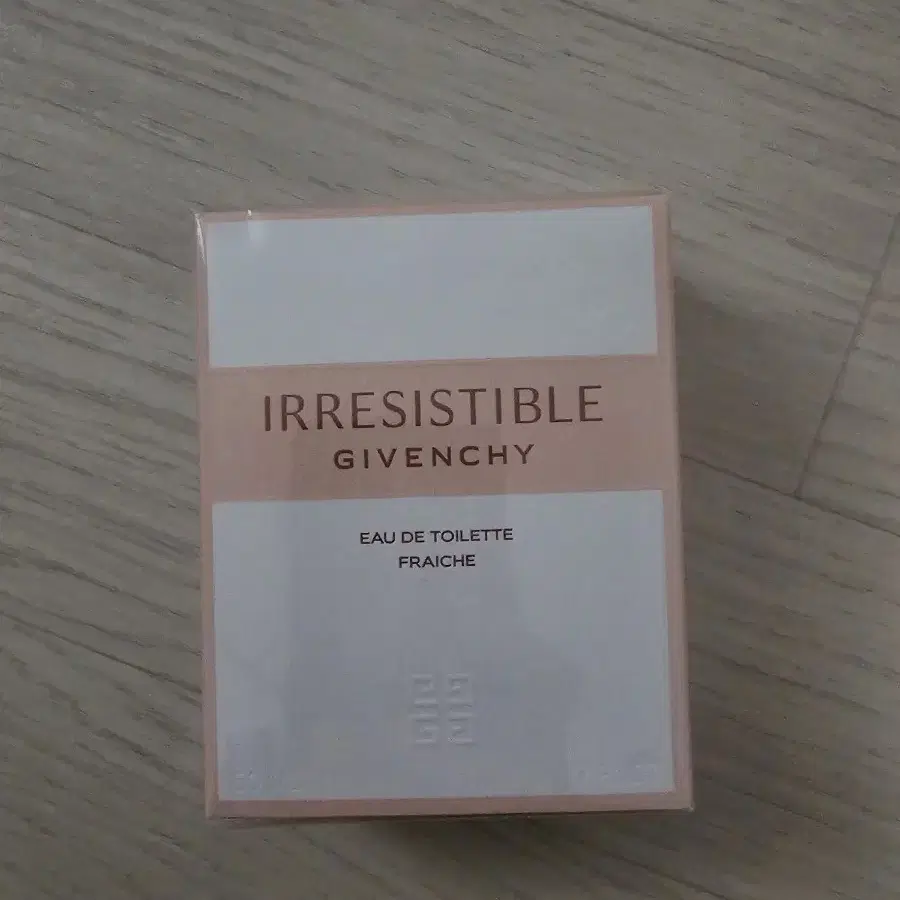 IRRESISTIBLE
GIVENCHY
EAU DE TOILETTE
FRAICHE